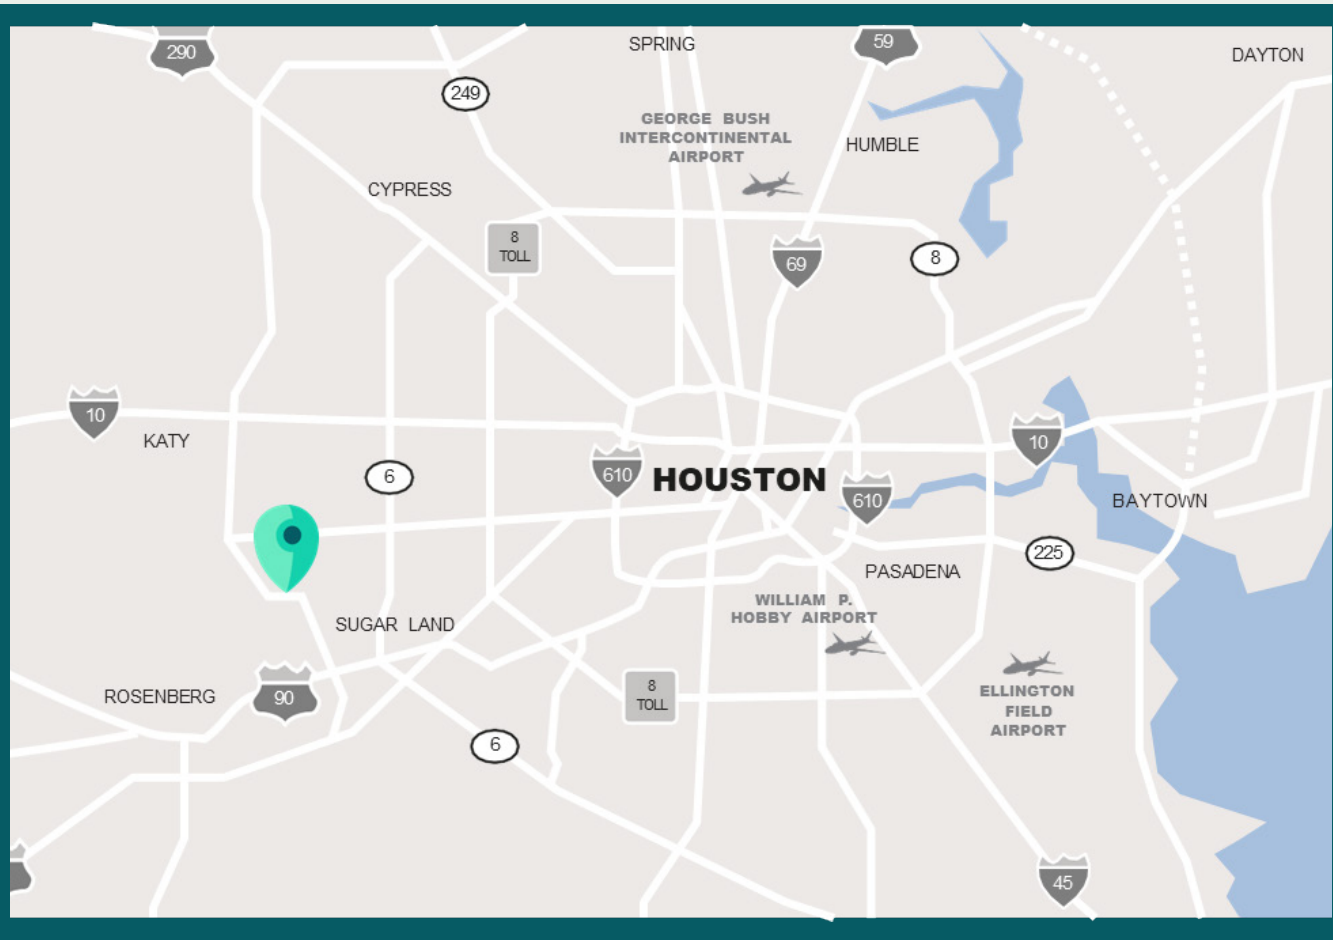 290
SPRING
59
DAYTON
249
GEORGE BUSH
INTERCONTINENTAL
AIRPORT
HUMBLE
CYPRESS
8
TOLL
69
8
10
KATY
6
610
HOUSTON
610
10
BAYTOWN
225
PASADENA
WILLIAM P.
HOBBY AIRPORT
SUGAR LAND
ROSENBERG
90
8
TOLL
ELLINGTON
FIELD
AIRPORT
6
45